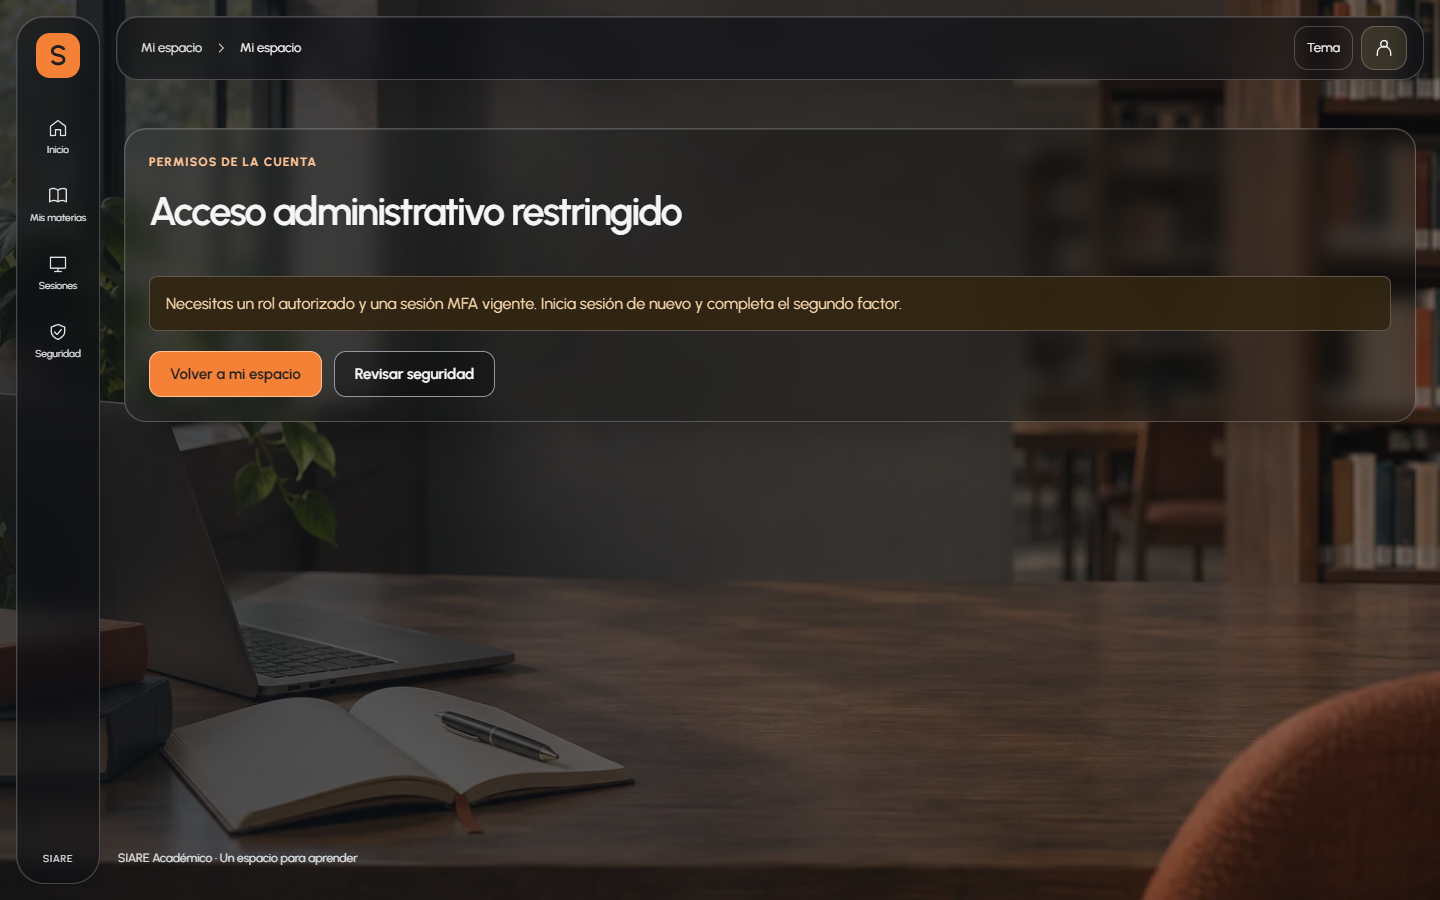 S
Mi espacio > Mi espacio
Tema
Inicio
Mis materias
Sesiones
Seguridad
PERMISOS DE LA CUENTA
Acceso administrativo restringido
Necesitas un rol autorizado y una sesión MFA vigente. Inicia sesión de nuevo y completa el segundo factor.
Volver a mi espacio
Revisar seguridad
SIARE
SIARE Académico · Un espacio para aprender